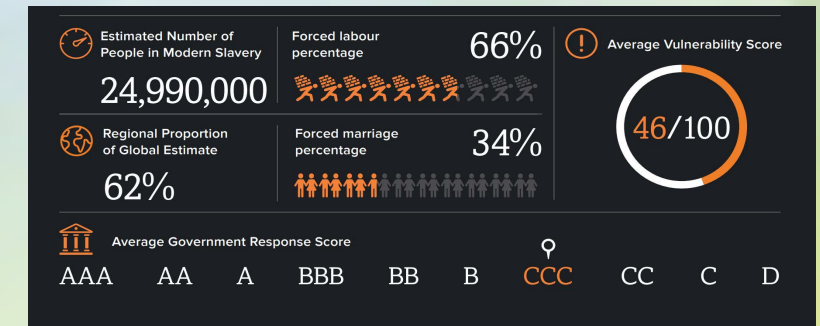 Estimated Number of
People in Modern Slavery
24,990,000
Forced labour
percentage
66%
Average Vulnerability Score
46/100
Regional Proportion
of Global Estimate
62%
Forced marriage
percentage
34%
Average Government Response Score
AAA AA A BBB BB B CCC CC C D